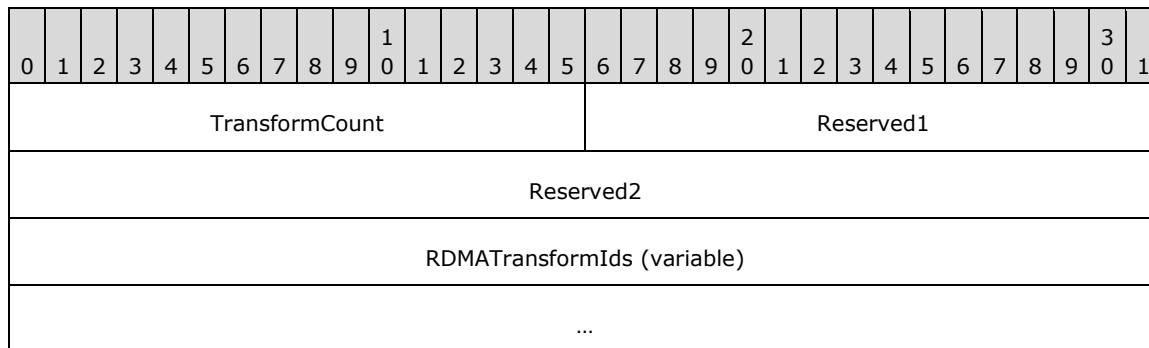 1 2 3
0 1 2 3 4 5 6 7 8 9 0 1 2 3 4 5 6 7 8 9 0 1 2 3 4 5 6 7 8 9 0 1
TransformCount Reserved1
Reserved2
RDMATransformIds (variable)
...